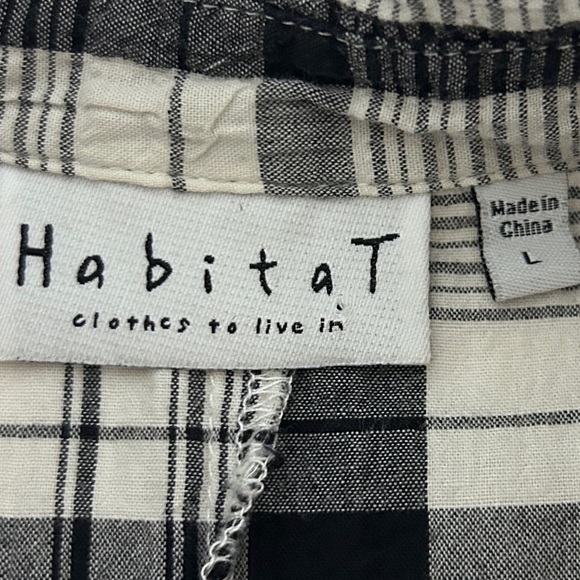 HabitaT
clothes to live in
Made in
China
L